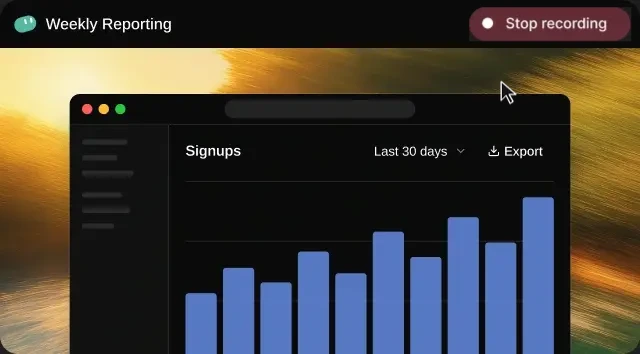 Weekly Reporting
Stop recording
Signups
Last 30 days
Export